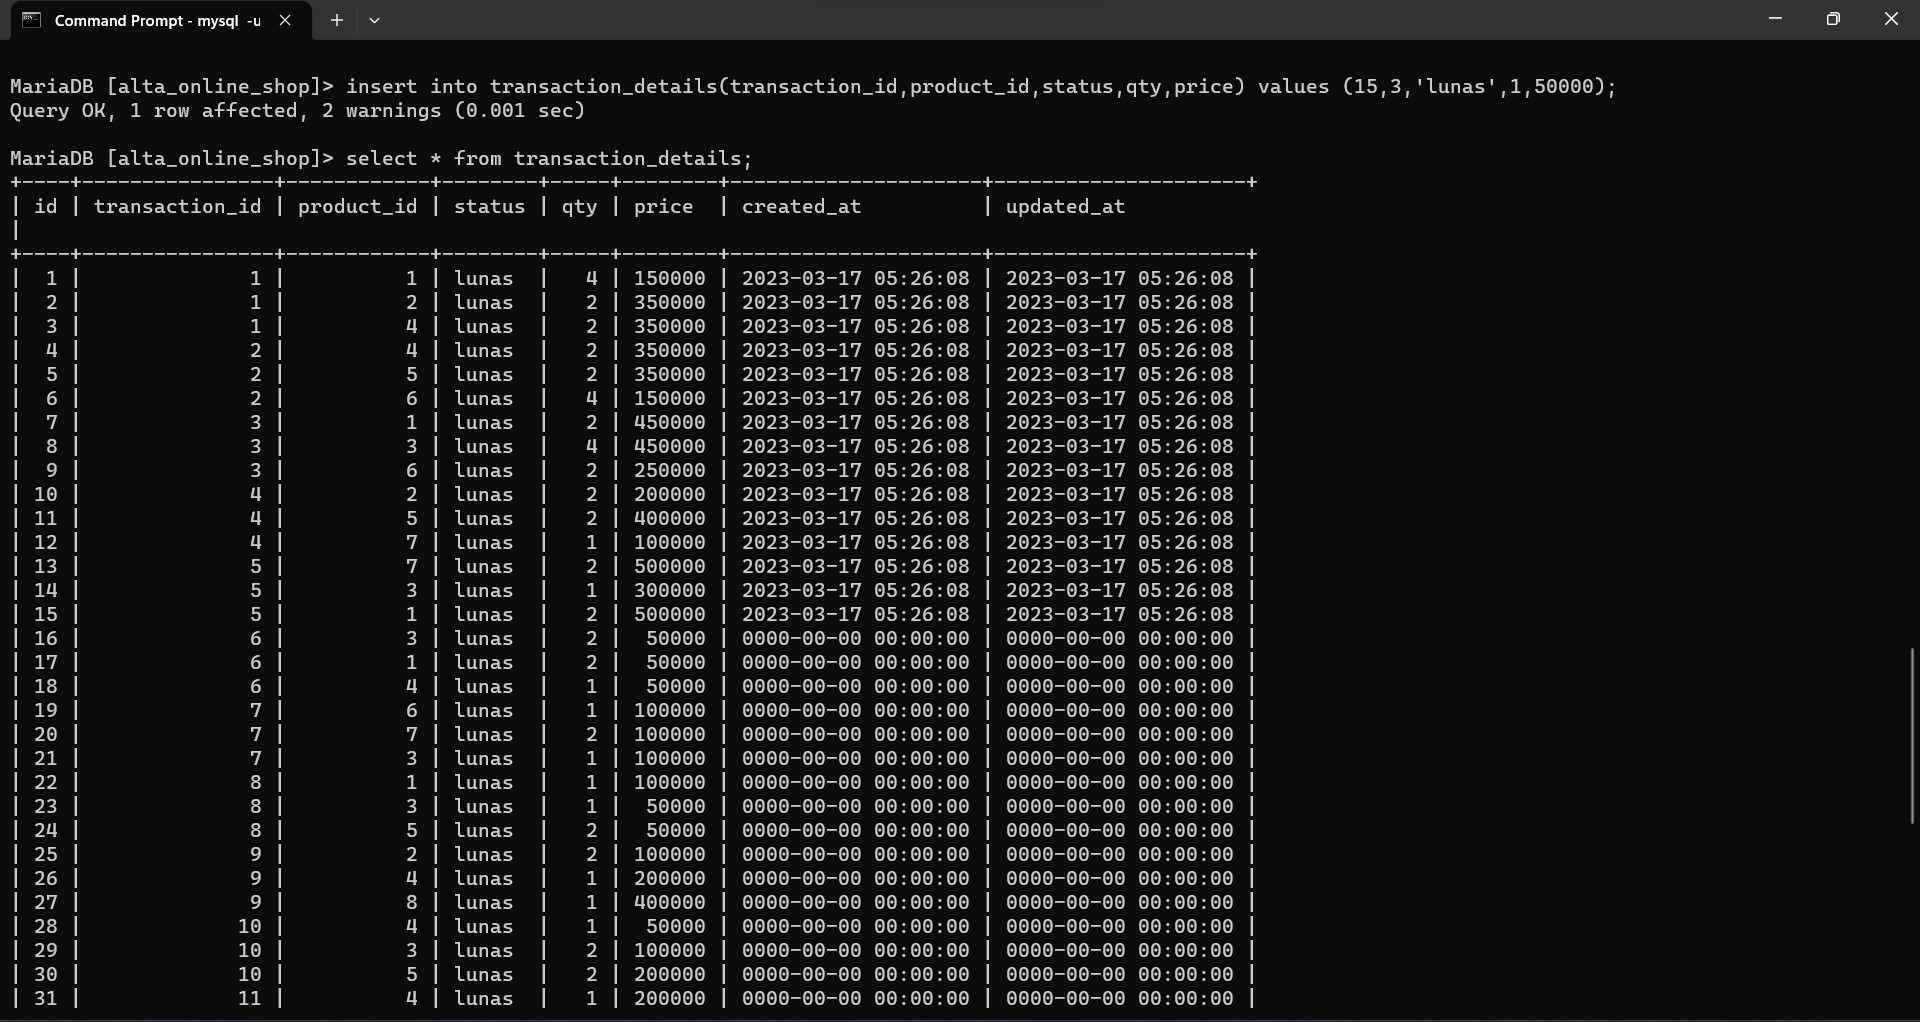 Command Prompt - mysql -u
MariaDB [alta_online_shop]> insert into transaction_details(transaction_id,product_id,status,qty,price) values (15,3,'lunas',1,50000);
Query OK, 1 row affected, 2 warnings (0.001 sec)
MariaDB [alta_online_shop]> select * from transaction_details;
+----+----------------+------------+--------+-----+--------+---------------------+---------------------+
| id | transaction_id | product_id | status | qty | price  | created_at          | updated_at
|
+----+----------------+------------+--------+-----+--------+---------------------+---------------------+
|  1 |              1 |          1 | lunas  |   4 | 150000 | 2023-03-17 05:26:08 | 2023-03-17 05:26:08 |
|  2 |              1 |          2 | lunas  |   2 | 350000 | 2023-03-17 05:26:08 | 2023-03-17 05:26:08 |
|  3 |              1 |          4 | lunas  |   2 | 350000 | 2023-03-17 05:26:08 | 2023-03-17 05:26:08 |
|  4 |              2 |          4 | lunas  |   2 | 350000 | 2023-03-17 05:26:08 | 2023-03-17 05:26:08 |
|  5 |              2 |          5 | lunas  |   2 | 350000 | 2023-03-17 05:26:08 | 2023-03-17 05:26:08 |
|  6 |              2 |          6 | lunas  |   4 | 150000 | 2023-03-17 05:26:08 | 2023-03-17 05:26:08 |
|  7 |              3 |          1 | lunas  |   2 | 450000 | 2023-03-17 05:26:08 | 2023-03-17 05:26:08 |
|  8 |              3 |          3 | lunas  |   4 | 450000 | 2023-03-17 05:26:08 | 2023-03-17 05:26:08 |
|  9 |              3 |          6 | lunas  |   2 | 250000 | 2023-03-17 05:26:08 | 2023-03-17 05:26:08 |
| 10 |              4 |          2 | lunas  |   2 | 200000 | 2023-03-17 05:26:08 | 2023-03-17 05:26:08 |
| 11 |              4 |          5 | lunas  |   2 | 400000 | 2023-03-17 05:26:08 | 2023-03-17 05:26:08 |
| 12 |              4 |          7 | lunas  |   1 | 100000 | 2023-03-17 05:26:08 | 2023-03-17 05:26:08 |
| 13 |              5 |          7 | lunas  |   2 | 500000 | 2023-03-17 05:26:08 | 2023-03-17 05:26:08 |
| 14 |              5 |          3 | lunas  |   1 | 300000 | 2023-03-17 05:26:08 | 2023-03-17 05:26:08 |
| 15 |              5 |          1 | lunas  |   2 | 500000 | 2023-03-17 05:26:08 | 2023-03-17 05:26:08 |
| 16 |              6 |          3 | lunas  |   2 |  50000 | 0000-00-00 00:00:00 | 0000-00-00 00:00:00 |
| 17 |              6 |          1 | lunas  |   2 |  50000 | 0000-00-00 00:00:00 | 0000-00-00 00:00:00 |
| 18 |              6 |          4 | lunas  |   1 |  50000 | 0000-00-00 00:00:00 | 0000-00-00 00:00:00 |
| 19 |              7 |          6 | lunas  |   1 | 100000 | 0000-00-00 00:00:00 | 0000-00-00 00:00:00 |
| 20 |              7 |          7 | lunas  |   2 | 100000 | 0000-00-00 00:00:00 | 0000-00-00 00:00:00 |
| 21 |              7 |          3 | lunas  |   1 | 100000 | 0000-00-00 00:00:00 | 0000-00-00 00:00:00 |
| 22 |              8 |          1 | lunas  |   1 | 100000 | 0000-00-00 00:00:00 | 0000-00-00 00:00:00 |
| 23 |              8 |          3 | lunas  |   1 |  50000 | 0000-00-00 00:00:00 | 0000-00-00 00:00:00 |
| 24 |              8 |          5 | lunas  |   2 |  50000 | 0000-00-00 00:00:00 | 0000-00-00 00:00:00 |
| 25 |              9 |          2 | lunas  |   2 | 100000 | 0000-00-00 00:00:00 | 0000-00-00 00:00:00 |
| 26 |              9 |          4 | lunas  |   1 | 200000 | 0000-00-00 00:00:00 | 0000-00-00 00:00:00 |
| 27 |              9 |          8 | lunas  |   1 | 400000 | 0000-00-00 00:00:00 | 0000-00-00 00:00:00 |
| 28 |             10 |          4 | lunas  |   1 |  50000 | 0000-00-00 00:00:00 | 0000-00-00 00:00:00 |
| 29 |             10 |          3 | lunas  |   2 | 100000 | 0000-00-00 00:00:00 | 0000-00-00 00:00:00 |
| 30 |             10 |          5 | lunas  |   2 | 200000 | 0000-00-00 00:00:00 | 0000-00-00 00:00:00 |
| 31 |             11 |          4 | lunas  |   1 | 200000 | 0000-00-00 00:00:00 | 0000-00-00 00:00:00 |